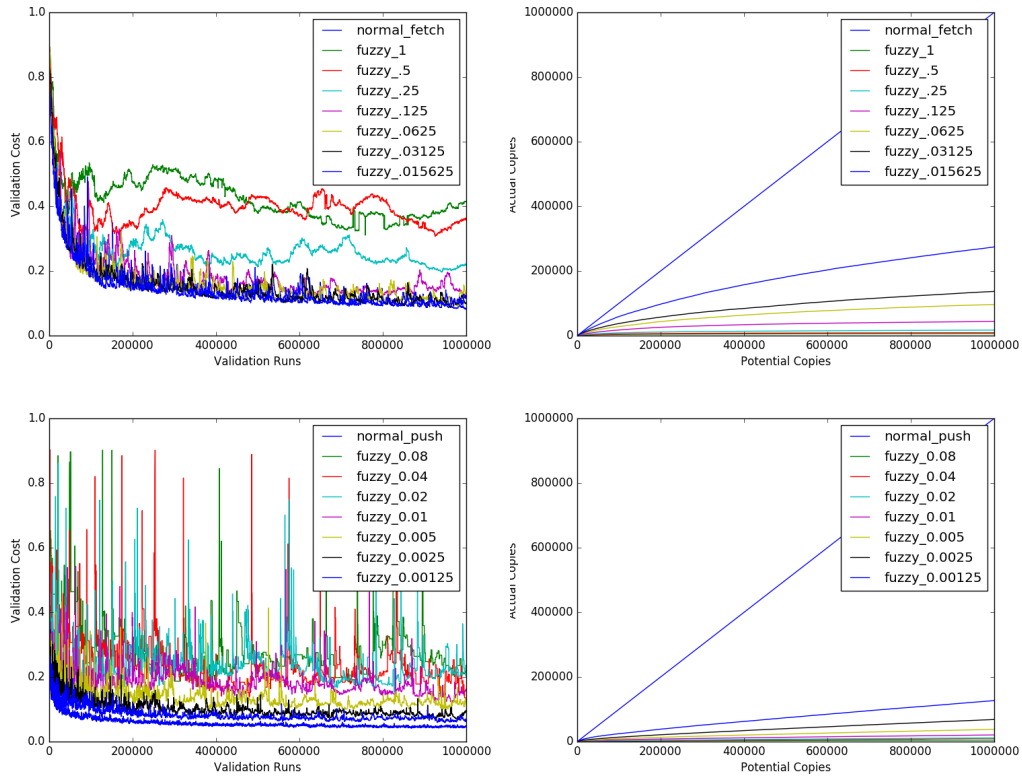 1.0
0.8
0.6
0.4
0.2
0.0
Validation Cost
0
200000
400000
600000
800000
1000000
Validation Runs
normal_fetch
fuzzy_1
fuzzy_.5
fuzzy_.25
fuzzy_.125
fuzzy_.0625
fuzzy_.03125
fuzzy_.015625
1000000
800000
600000
400000
200000
0
Actual Copies
0
200000
400000
600000
800000
1000000
Potential Copies
normal_fetch
fuzzy_1
fuzzy_.5
fuzzy_.25
fuzzy_.125
fuzzy_.0625
fuzzy_.03125
fuzzy_.015625
1.0
0.8
0.6
0.4
0.2
0.0
Validation Cost
0
200000
400000
600000
800000
1000000
Validation Runs
normal_push
fuzzy_0.08
fuzzy_0.04
fuzzy_0.02
fuzzy_0.01
fuzzy_0.005
fuzzy_0.0025
fuzzy_0.00125
1000000
800000
600000
400000
200000
0
Actual Copies
0
200000
400000
600000
800000
1000000
Potential Copies
normal_push
fuzzy_0.08
fuzzy_0.04
fuzzy_0.02
fuzzy_0.01
fuzzy_0.005
fuzzy_0.0025
fuzzy_0.00125